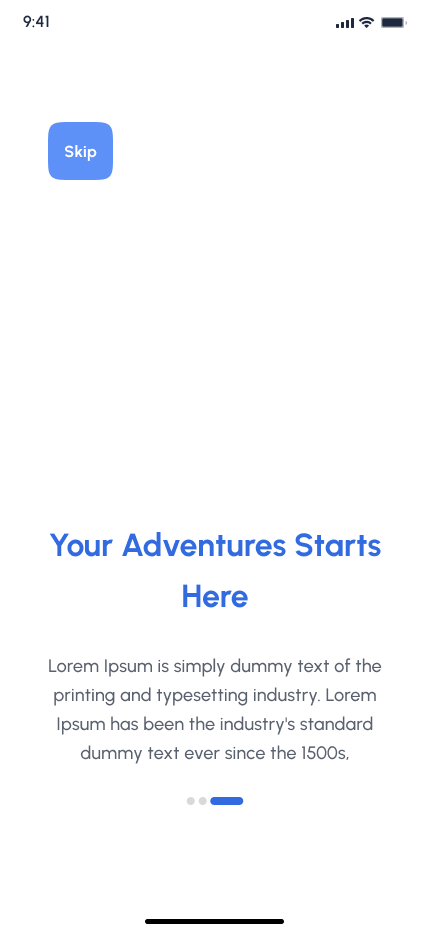 9:41
Skip
Your Adventures Starts
Here
Lorem Ipsum is simply dummy text of the
printing and typesetting industry. Lorem
Ipsum has been the industry's standard
dummy text ever since the 1500s,